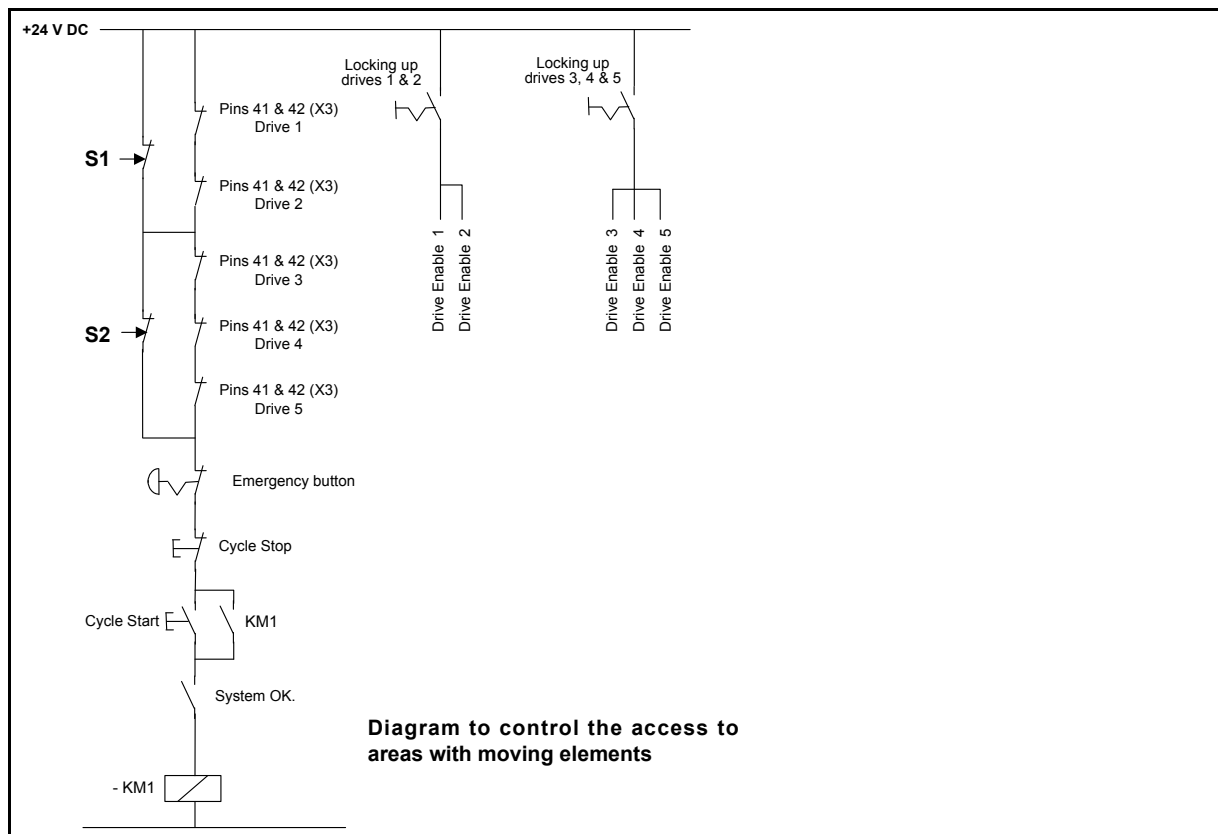 +24 V DC
Locking up
drives 1 & 2
Locking up
drives 3, 4 & 5
Pins 41 & 42 (X3)
Drive 1
S1
Pins 41 & 42 (X3)
Drive 2
Drive Enable 1
Drive Enable 2
Drive Enable 3
Drive Enable 4
Drive Enable 5
Pins 41 & 42 (X3)
Drive 3
S2
Pins 41 & 42 (X3)
Drive 4
Pins 41 & 42 (X3)
Drive 5
Emergency button
Cycle Stop
Cycle Start
KM1
System OK.
Diagram to control the access to
areas with moving elements
- KM1